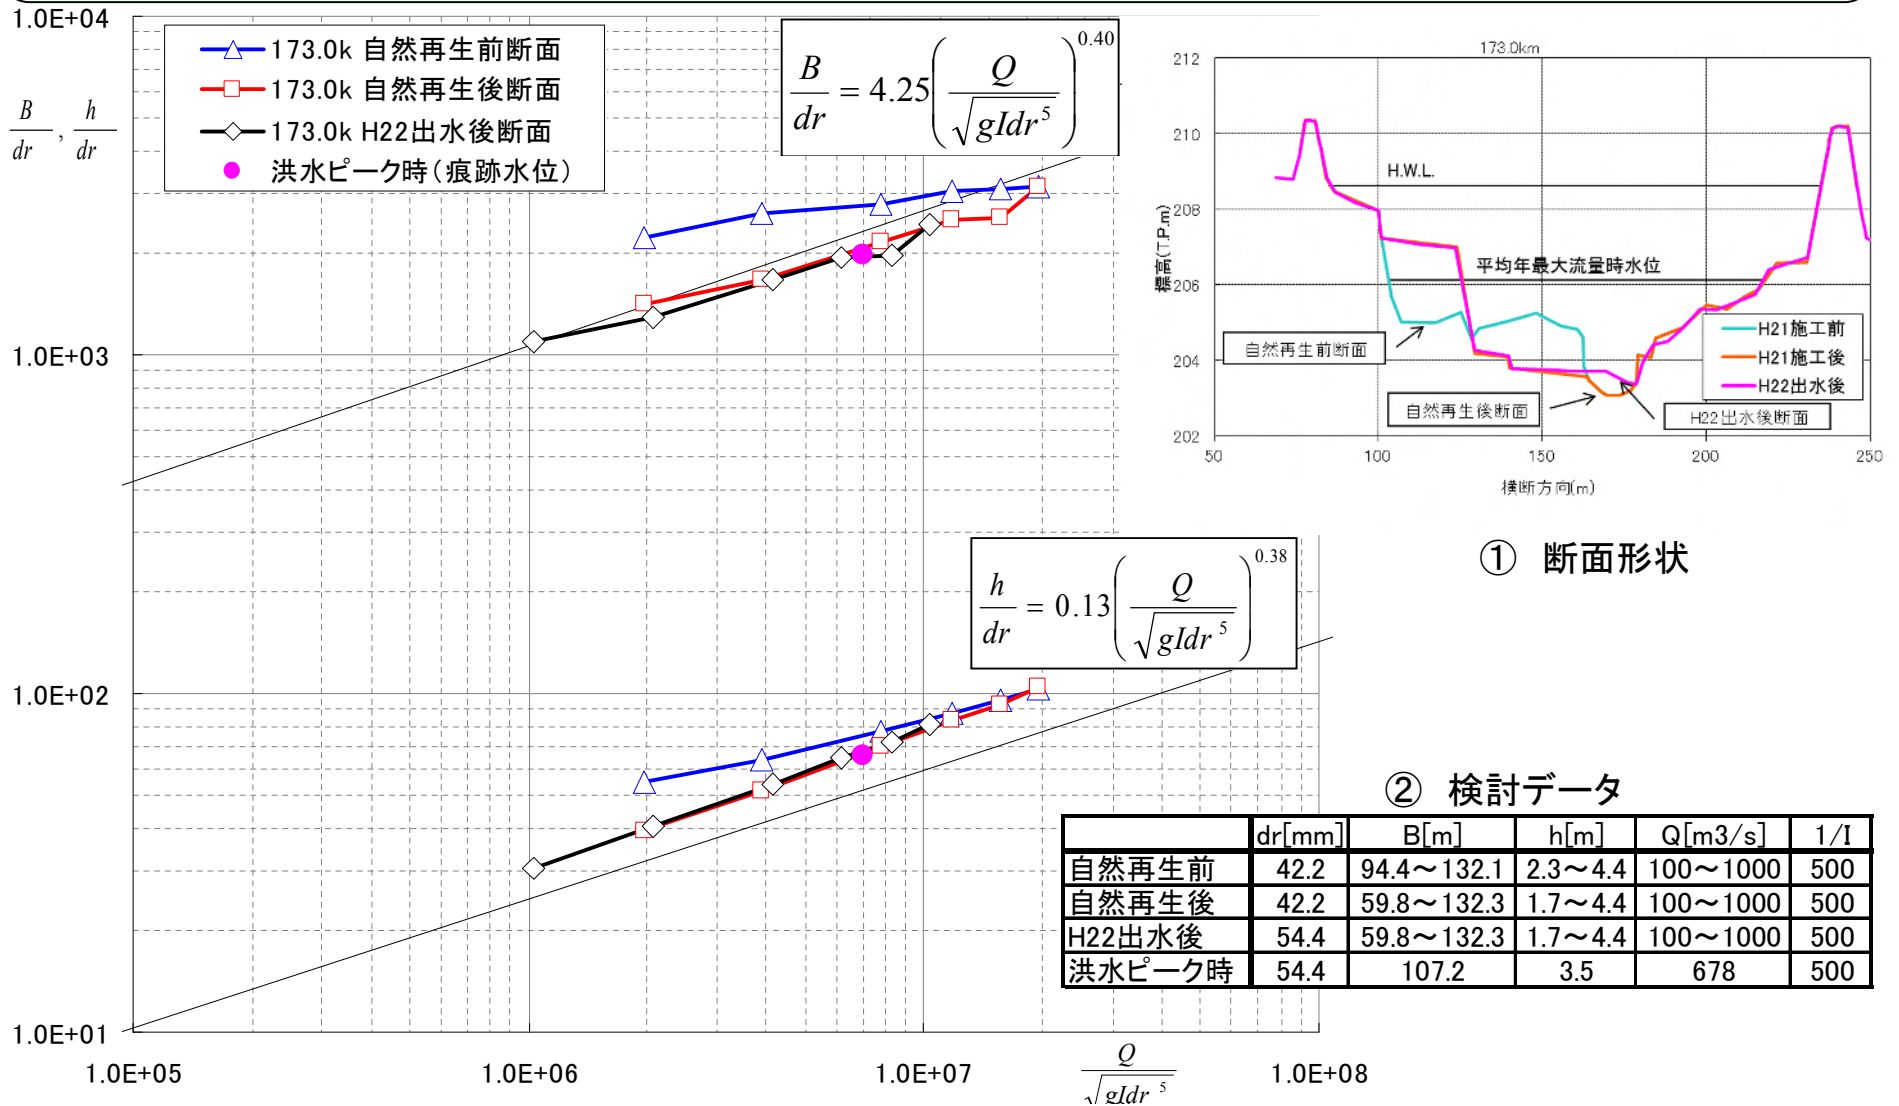 1.0E+04
1.0E+03
1.0E+02
1.0E+01
B/dr , h/dr
173.0k 自然再生前断面
173.0k 自然再生後断面
173.0k H22出水後断面
洪水ピーク時(痕跡水位)
B/dr = 4.25(Q/√gIdr^5)^0.40
h/dr = 0.13(Q/√gIdr^5)^0.38
1.0E+05
1.0E+06
1.0E+07
1.0E+08
Q/√gIdr^5
173.0km
標高(T.P.m)
212
210
208
206
204
202
H.W.L.
平均年最大流量時水位
自然再生前断面
自然再生後断面
H22出水後断面
H21施工前
H21施工後
H22出水後
50
100
150
200
250
横断方向(m)
① 断面形状
② 検討データ
dr[mm] B[m] h[m] Q[m3/s] 1/I
自然再生前 42.2 94.4~132.1 2.3~4.4 100~1000 500
自然再生後 42.2 59.8~132.3 1.7~4.4 100~1000 500
H22出水後 54.4 59.8~132.3 1.7~4.4 100~1000 500
洪水ピーク時 54.4 107.2 3.5 678 500